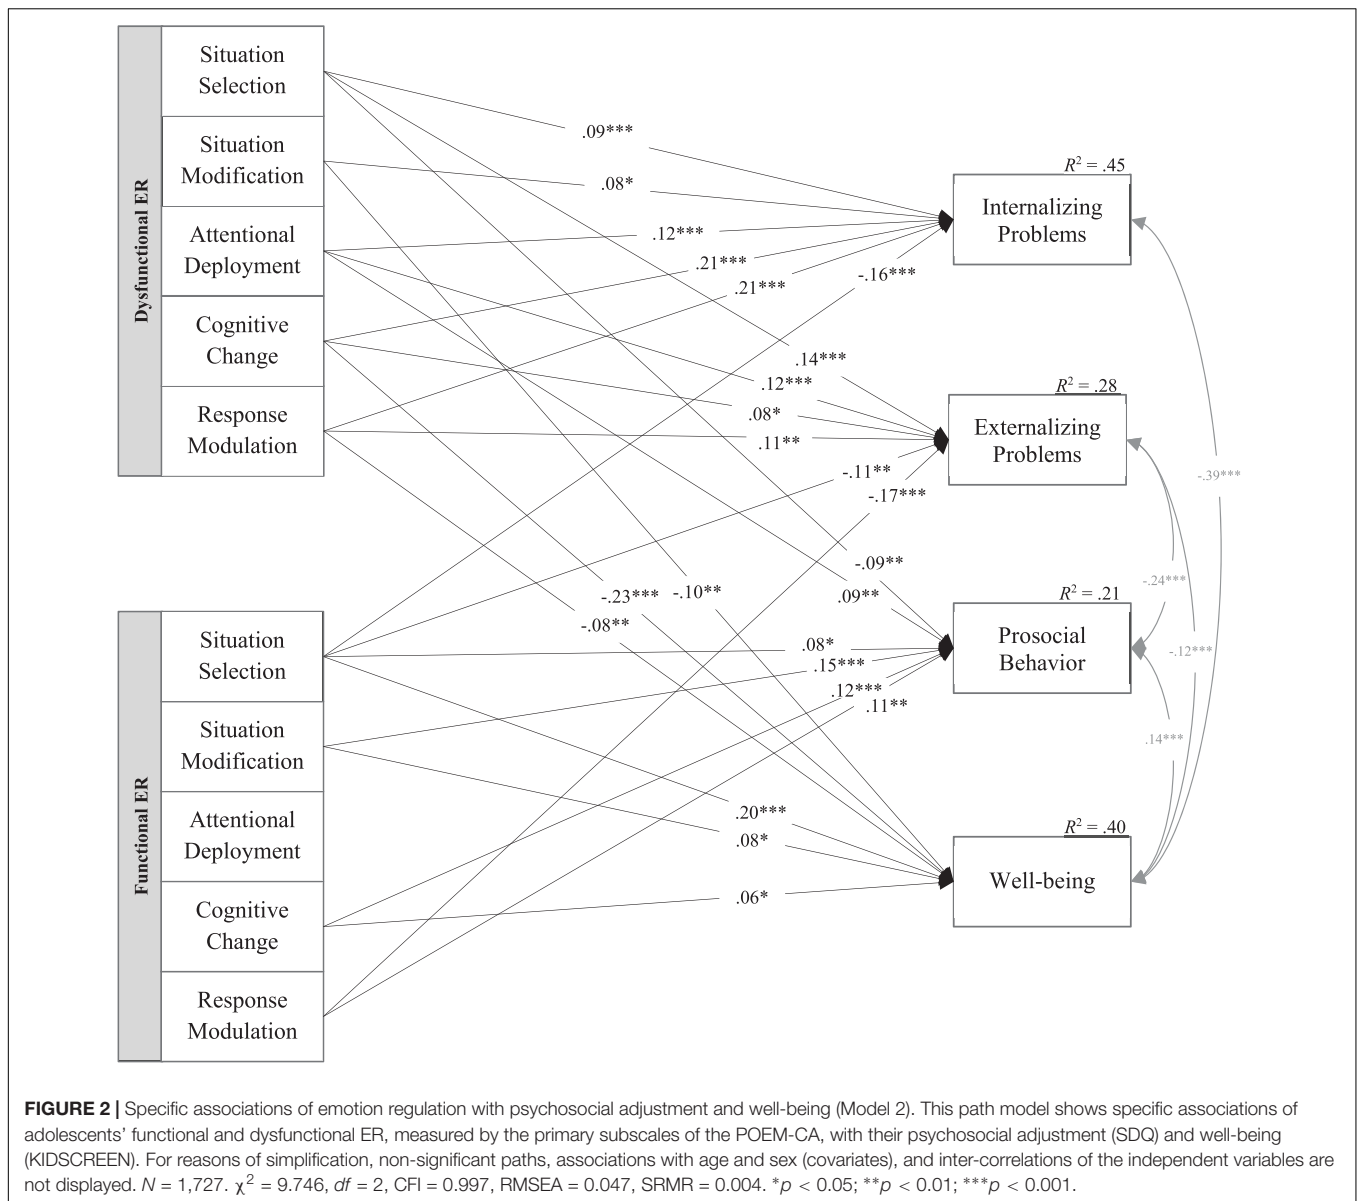 Dysfunctional ER
Situation
Selection
Situation
Modification
Attentional
Deployment
Cognitive
Change
Response
Modulation
Functional ER
Situation
Selection
Situation
Modification
Attentional
Deployment
Cognitive
Change
Response
Modulation
.09***
.08*
.12***
.21***
.21***
-.16***
.14***
.12***
.08*
.11**
-.11**
-.17***
-.09**
.09**
-.23***
-.10**
-.08**
.08*
.15***
.12***
.11**
.20***
.08*
.06*
R² = .45
Internalizing
Problems
R² = .28
Externalizing
Problems
R² = .21
Prosocial
Behavior
R² = .40
Well-being
-.39***
-.24***
-.12***
.14***
FIGURE 2 | Specific associations of emotion regulation with psychosocial adjustment and well-being (Model 2). This path model shows specific associations of
adolescents' functional and dysfunctional ER, measured by the primary subscales of the POEM-CA, with their psychosocial adjustment (SDQ) and well-being
(KIDSCREEN). For reasons of simplification, non-significant paths, associations with age and sex (covariates), and inter-correlations of the independent variables are
not displayed. N = 1,727. χ² = 9.746, df = 2, CFI = 0.997, RMSEA = 0.047, SRMR = 0.004. *p < 0.05; **p < 0.01; ***p < 0.001.